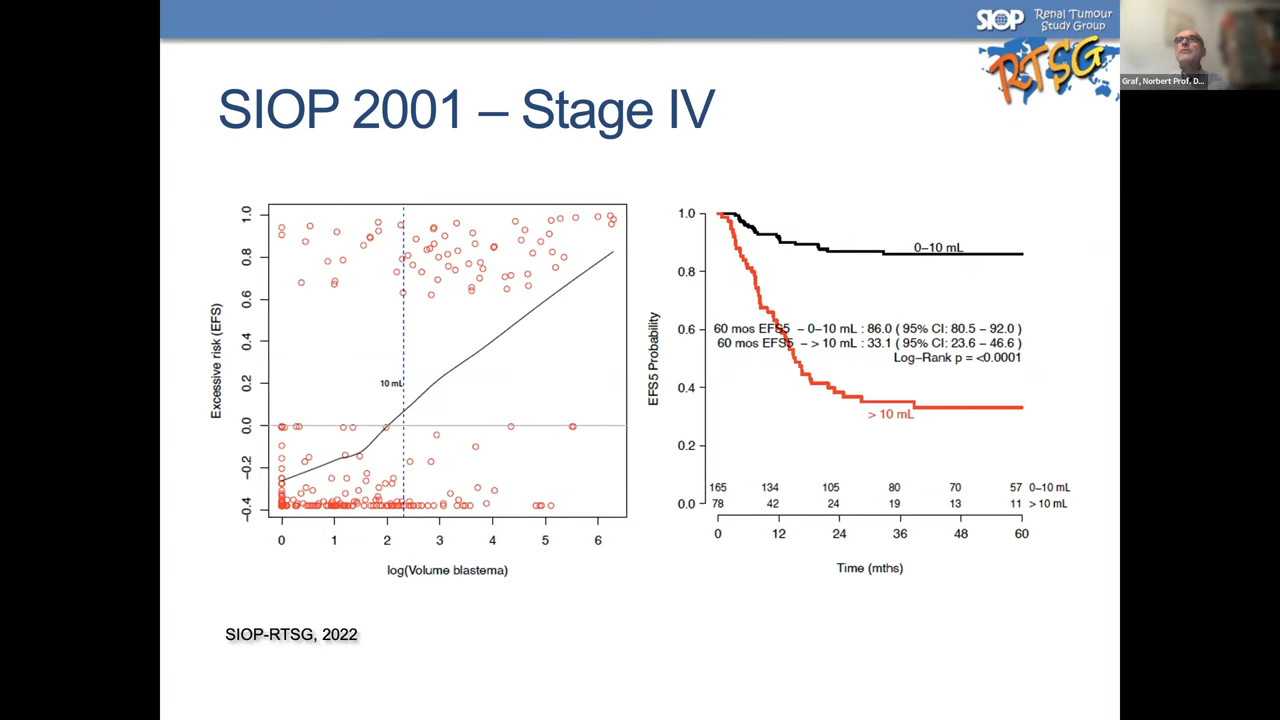 SIOP
Renal Tumour
Study Group
RTSG
Graf, Norbert Prof. D...
SIOP 2001 – Stage IV
Excessive risk (EFS)
1.0
0.8
0.6
0.4
0.2
0.0
−0.2
−0.4
10 mL
0 1 2 3 4 5 6
log(Volume blastema)
EFS5 Probability
1.0
0.8
0.6
0.4
0.2
0.0
0−10 mL
60 mos EFS5 − 0−10 mL : 86.0 ( 95% CI: 80.5 − 92.0 )
60 mos EFS5 − > 10 mL : 33.1 ( 95% CI: 23.6 − 46.6 )
Log−Rank p = <0.0001
> 10 mL
165 134 105 80 70 57 0−10 mL
78 42 24 19 13 11 > 10 mL
0 12 24 36 48 60
Time (mths)
SIOP-RTSG, 2022